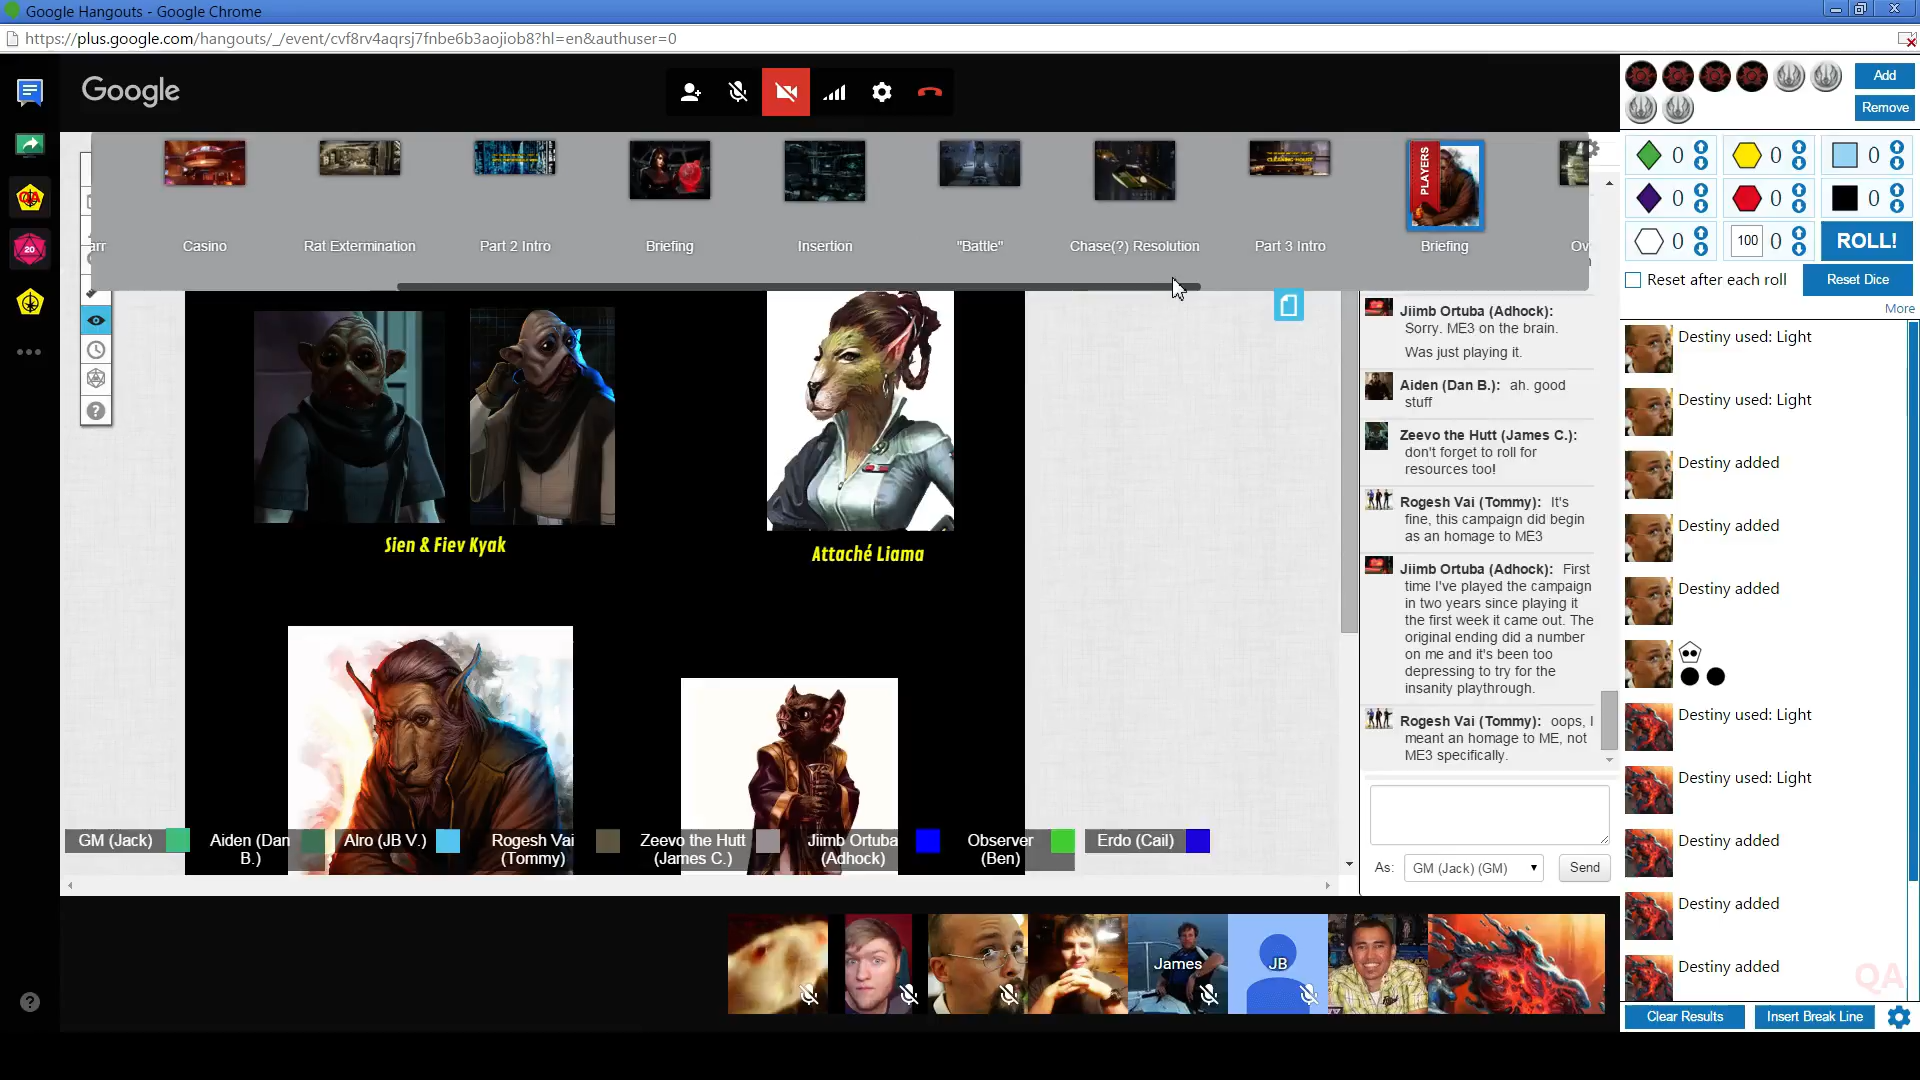 Google Hangouts - Google Chrome
https://plus.google.com/hangouts/_/event/cvf8rv4aqrsj7fnbe6b3aojiob8?hl=en&authuser=0
Google
Add
Remove
PLAYERS
CLEANING HOUSE
arr
Casino
Rat Extermination
Part 2 Intro
Briefing
Insertion
"Battle"
Chase(?) Resolution
Part 3 Intro
Briefing
Ov
0
0
0
0
0
0
0
100
0
ROLL!
Reset after each roll
Reset Dice
More
QA
20
Sien & Fiev Kyak
Attaché Liama
Jiimb Ortuba (Adhock):
Sorry. ME3 on the brain.
Was just playing it.
Aiden (Dan B.): ah. good
stuff
Zeevo the Hutt (James C.):
don't forget to roll for
resources too!
Rogesh Vai (Tommy): It's
fine, this campaign did begin
as an homage to ME3
Jiimb Ortuba (Adhock): First
time I've played the campaign
in two years since playing it
the first week it came out. The
original ending did a number
on me and it's been too
depressing to try for the
insanity playthrough.
Rogesh Vai (Tommy): oops, I
meant an homage to ME, not
ME3 specifically.
As:
GM (Jack) (GM)
Send
Destiny used: Light
Destiny used: Light
Destiny added
Destiny added
Destiny added
Destiny used: Light
Destiny used: Light
Destiny added
Destiny added
Destiny added
GM (Jack)
Aiden (Dan
B.)
Alro (JB V.)
Rogesh Vai
(Tommy)
Zeevo the Hutt
(James C.)
Jiimb Ortuba
(Adhock)
Observer
(Ben)
Erdo (Cail)
James
JB
QA
Clear Results
Insert Break Line